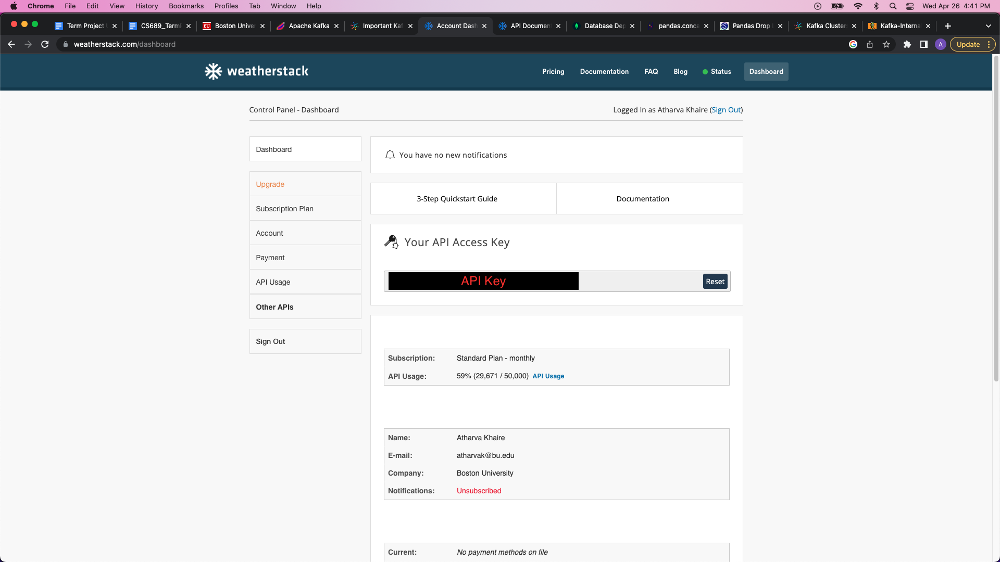 Chrome File Edit View History Bookmarks Profiles Tab Window Help Wed Apr 26 4:41 PM
Term Project CS689_Term Boston Univer Apache Kafka Important Kaf Account Dash API Documen Database Dep pandas.conca Pandas Drop Kafka Cluster Kafka-Interna
weatherstack.com/dashboard A Update
weatherstack Pricing Documentation FAQ Blog Status Dashboard
Control Panel - Dashboard Logged In as Atharva Khaire (Sign Out)
Dashboard
Upgrade
Subscription Plan
Account
Payment
API Usage
Other APIs
Sign Out
You have no new notifications
3-Step Quickstart Guide Documentation
Your API Access Key
API Key Reset
Subscription: Standard Plan - monthly
API Usage: 59% (29,671 / 50,000) API Usage
Name: Atharva Khaire
E-mail: atharvak@bu.edu
Company: Boston University
Notifications: Unsubscribed
Current: No payment methods on file